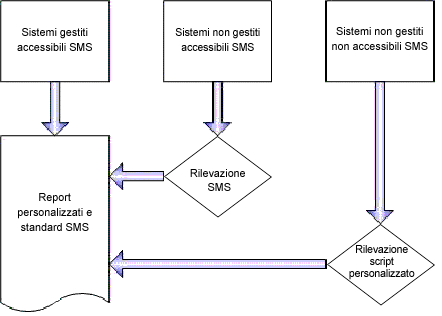 Sistemi gestiti
accessibili SMS
Sistemi non gestiti
accessibili SMS
Sistemi non gestiti
non accessibili SMS
Report
personalizzati e
standard SMS
Rilevazione
SMS
Rilevazione
script
personalizzato